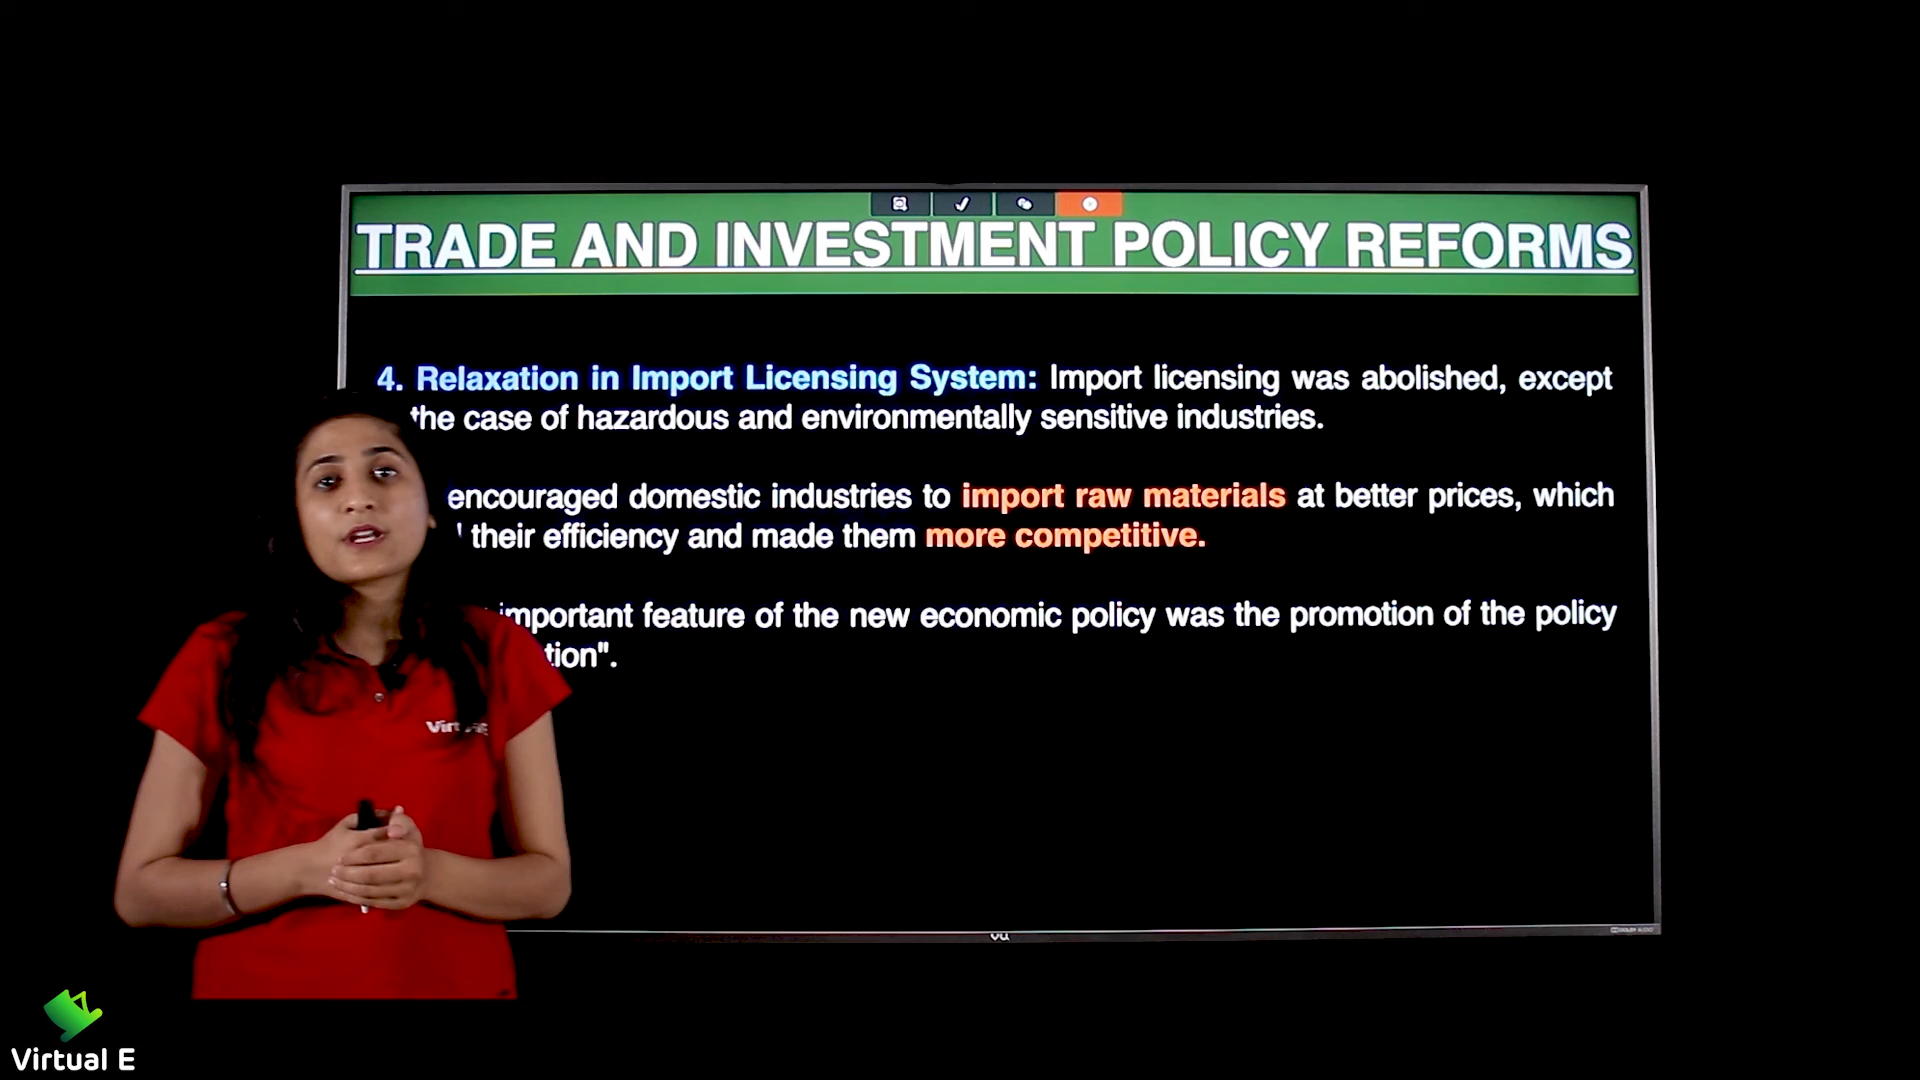 TRADE AND INVESTMENT POLICY REFORMS
4. Relaxation in Import Licensing System: Import licensing was abolished, except
the case of hazardous and environmentally sensitive industries.
encouraged domestic industries to import raw materials at better prices, which
their efficiency and made them more competitive.
important feature of the new economic policy was the promotion of the policy
tion".
Virtual E